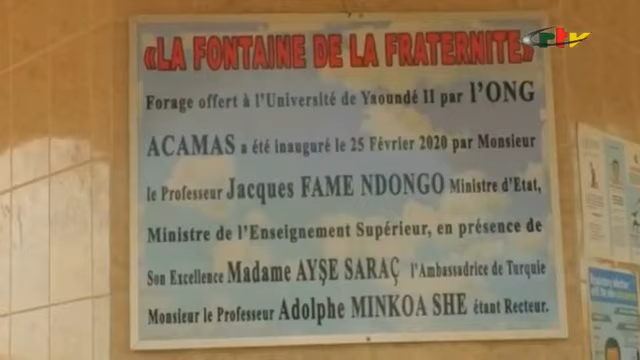 «LA FONTAINE DE LA FRATERNITE»
Forage offert à l'Université de Yaoundé II par l'ONG
ACAMAS a été inauguré le 25 Février 2020 par Monsieur
le Professeur Jacques FAME NDONGO Ministre d'Etat,
Ministre de l'Enseignement Supérieur, en présence de
Son Excellence Madame AYŞE SARAÇ l'Ambassadrice de Turquie
Monsieur le Professeur Adolphe MINKOA SHE étant Recteur.